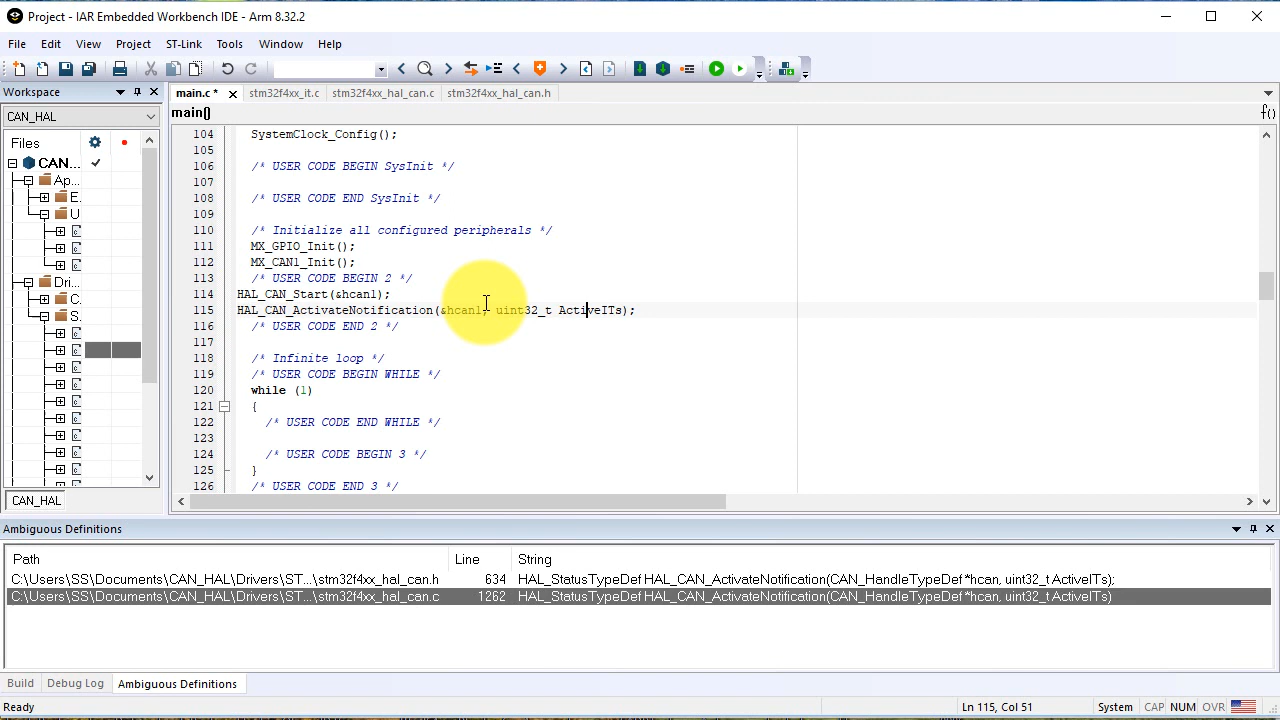 Project - IAR Embedded Workbench IDE - Arm 8.32.2
File Edit View Project ST-Link Tools Window Help
Workspace
main.c * stm32f4xx_it.c stm32f4xx_hal_can.c stm32f4xx_hal_can.h
CAN_HAL
main() f()
Files
CAN...
Ap...
E.
U
Dri...
C.
S.
104 SystemClock_Config();
105
106 /* USER CODE BEGIN SysInit */
107
108 /* USER CODE END SysInit */
109
110 /* Initialize all configured peripherals */
111 MX_GPIO_Init();
112 MX_CAN1_Init();
113 /* USER CODE BEGIN 2 */
114 HAL_CAN_Start(&hcan1);
115 HAL_CAN_ActivateNotification(&hcan1, uint32_t ActiveITs);
116 /* USER CODE END 2 */
117
118 /* Infinite loop */
119 /* USER CODE BEGIN WHILE */
120 while (1)
121 {
122 /* USER CODE END WHILE */
123
124 /* USER CODE BEGIN 3 */
125 }
126 /* USER CODE END 3 */
CAN_HAL
Ambiguous Definitions
Path Line String
C:\Users\SS\Documents\CAN_HAL\Drivers\ST...\stm32f4xx_hal_can.h 634 HAL_StatusTypeDef HAL_CAN_ActivateNotification(CAN_HandleTypeDef *hcan, uint32_t ActiveITs);
C:\Users\SS\Documents\CAN_HAL\Drivers\ST...\stm32f4xx_hal_can.c 1262 HAL_StatusTypeDef HAL_CAN_ActivateNotification(CAN_HandleTypeDef *hcan, uint32_t ActiveITs)
Build Debug Log Ambiguous Definitions
Ready Ln 115, Col 51 System CAP NUM OVR